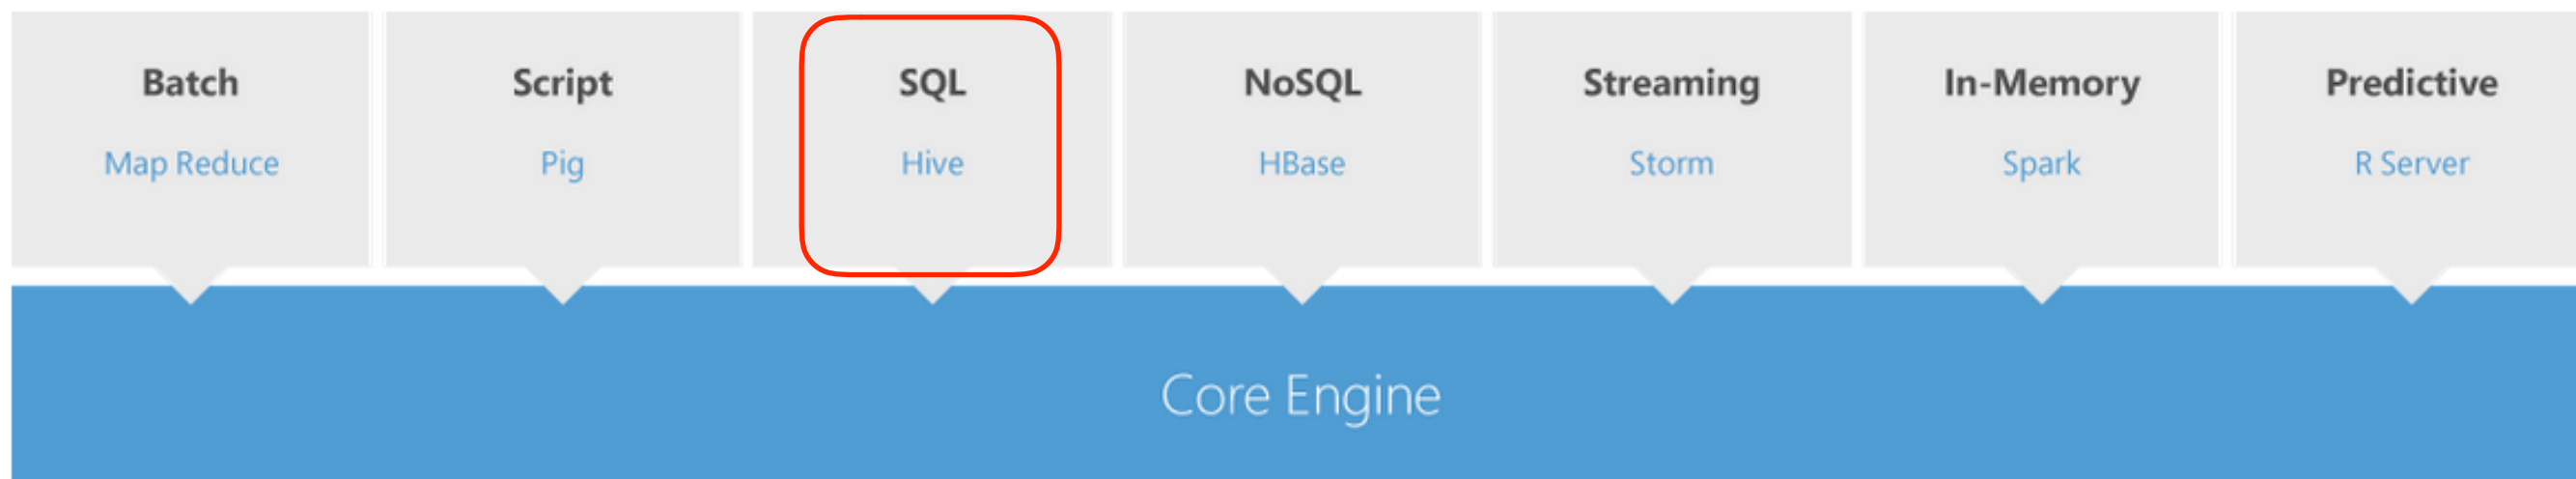 Batch
Map Reduce
Script
Pig
SQL
Hive
NoSQL
HBase
Streaming
Storm
In-Memory
Spark
Predictive
R Server
Core Engine